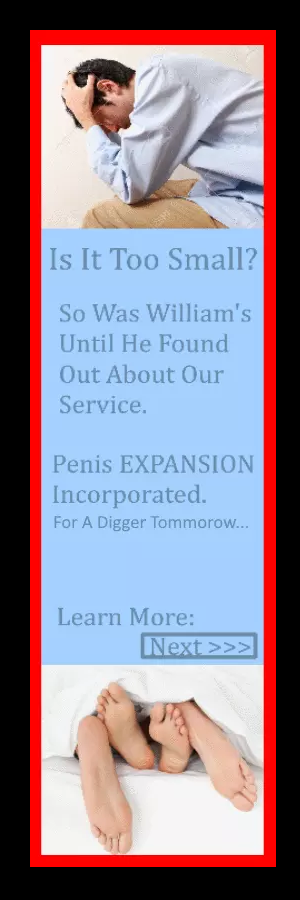 Is It Too Small?
So Was William's
Until He Found
Out About Our
Service.
Penis EXPANSION
Incorporated.
For A Digger Tommorow...
Learn More:
Next >>>